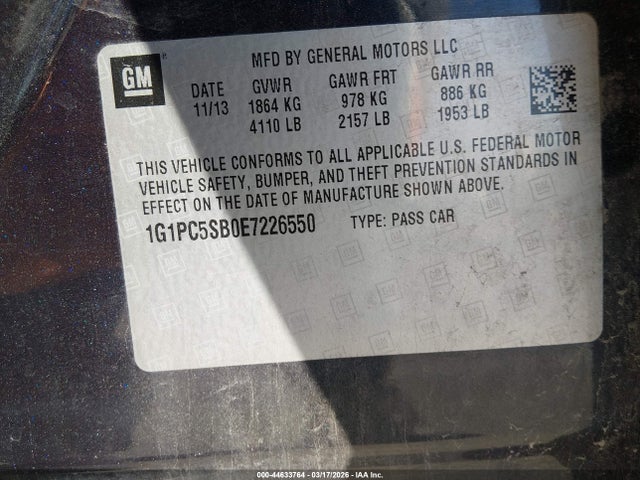 GM
MFD BY GENERAL MOTORS LLC
DATE GVWR GAWR FRT GAWR RR
11/13 1864 KG 978 KG 886 KG
4110 LB 2157 LB 1953 LB
THIS VEHICLE CONFORMS TO ALL APPLICABLE U.S. FEDERAL MOTOR
VEHICLE SAFETY, BUMPER, AND THEFT PREVENTION STANDARDS IN
EFFECT ON THE DATE OF MANUFACTURE SHOWN ABOVE.
1G1PC5SB0E7226550 TYPE: PASS CAR
000-44633764 - 03/17/2026 - IAA Inc.